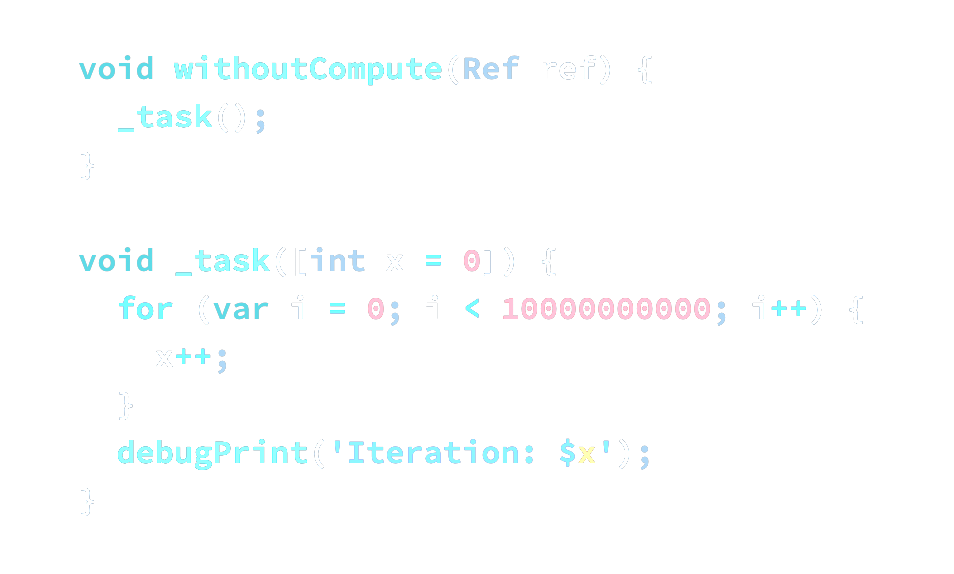 void withoutCompute(Ref ref) {
  _task();
}

void _task([int x = 0]) {
  for (var i = 0; i < 10000000000; i++) {
    x++;
  }
  debugPrint('Iteration: $x');
}